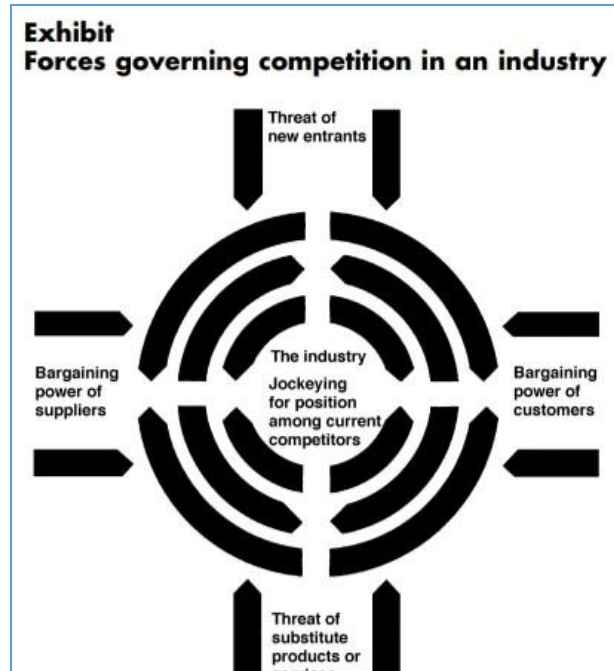 Exhibit
Forces governing competition in an industry
Threat of
new entrants
The industry
Jockeying
for position
among current
competitors
Bargaining
power of
suppliers
Bargaining
power of
customers
Threat of
substitute
products or